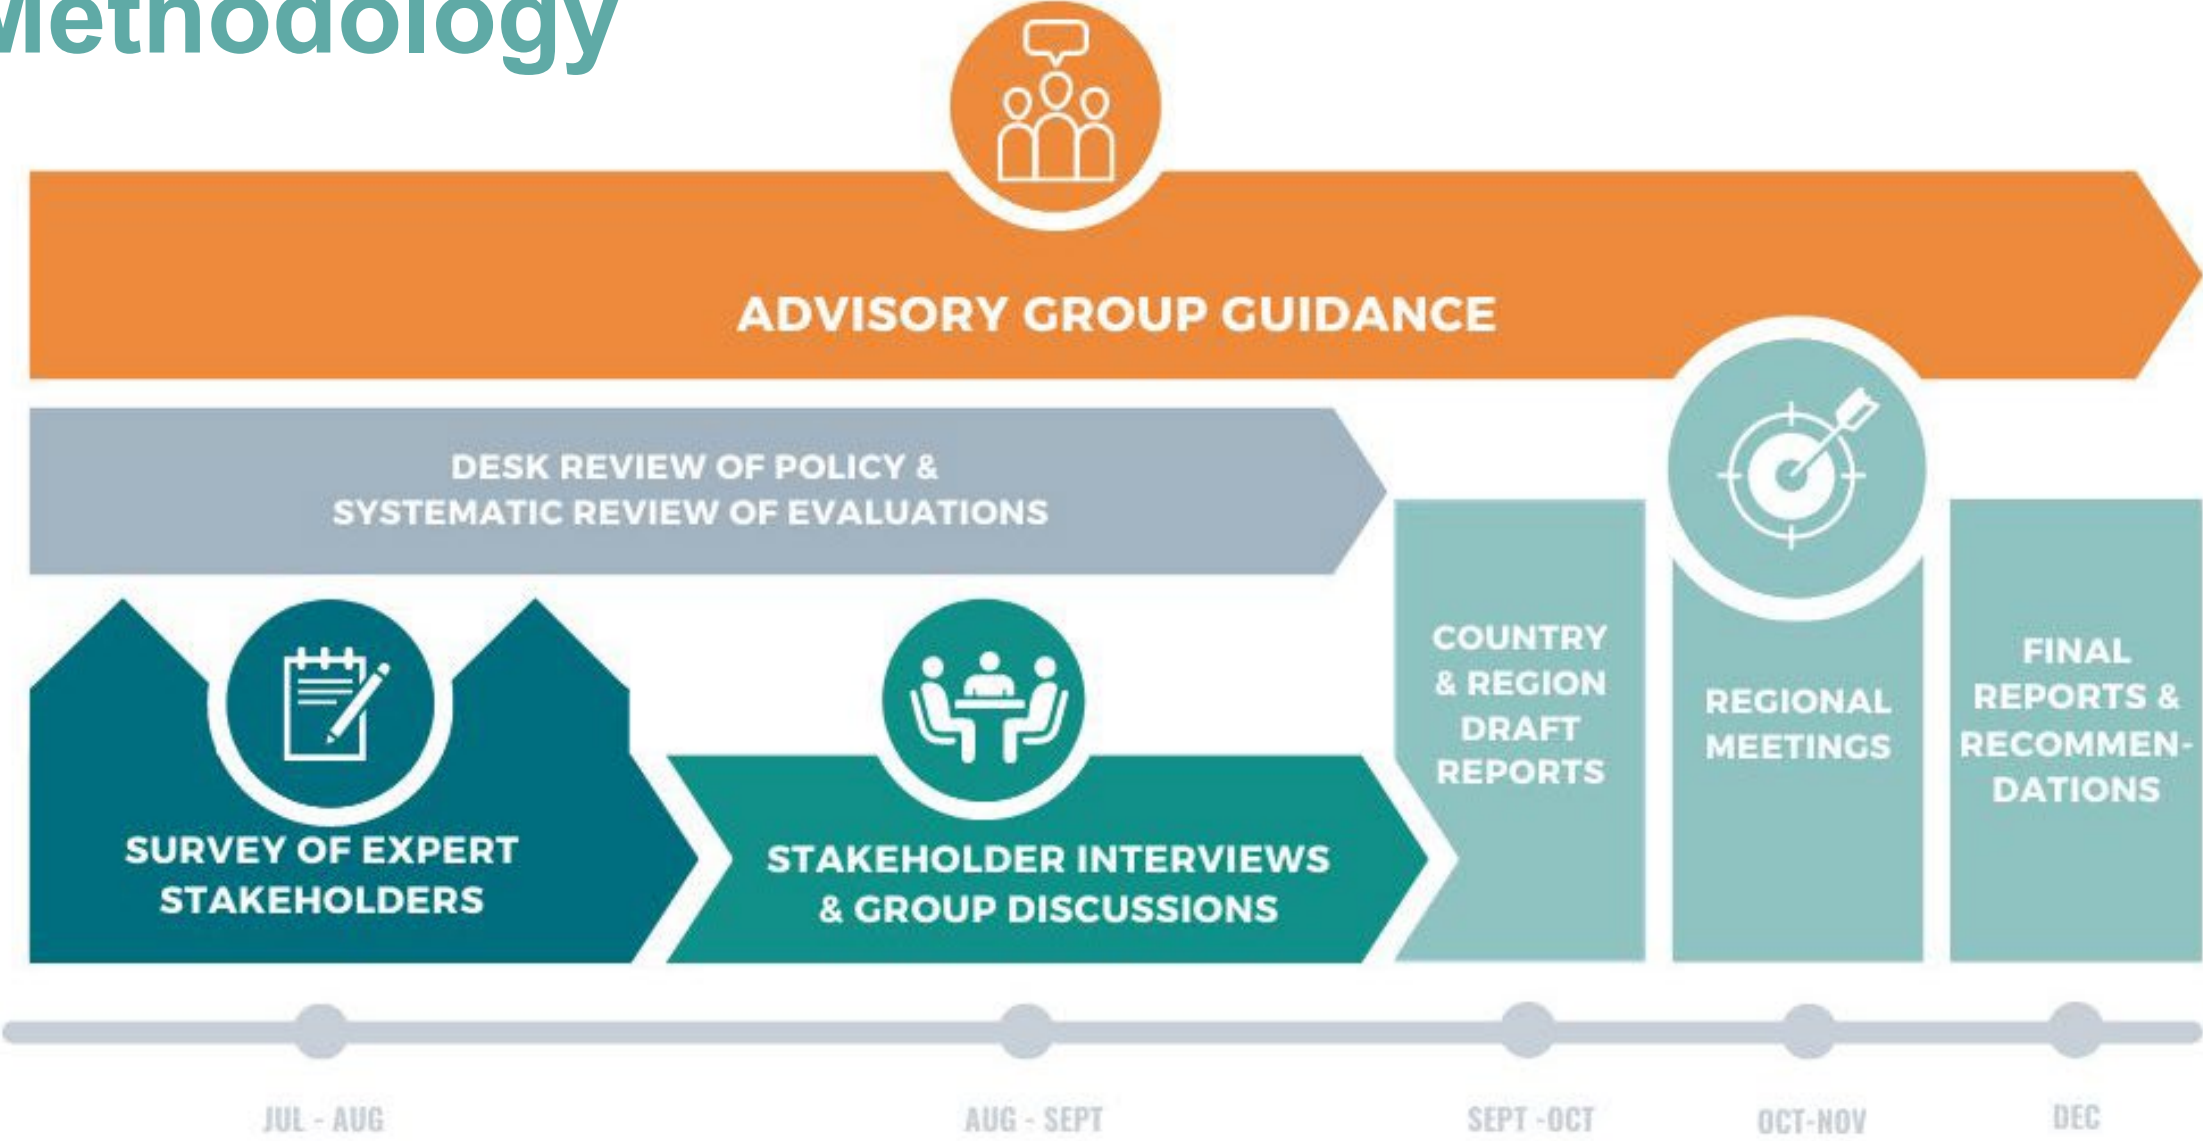 Methodology
ADVISORY GROUP GUIDANCE
DESK REVIEW OF POLICY &
SYSTEMATIC REVIEW OF EVALUATIONS
SURVEY OF EXPERT
STAKEHOLDERS
STAKEHOLDER INTERVIEWS
& GROUP DISCUSSIONS
COUNTRY
& REGION
DRAFT
REPORTS
REGIONAL
MEETINGS
FINAL
REPORTS &
RECOMMEN-
DATIONS
JUL - AUG
AUG - SEPT
SEPT -OCT
OCT-NOV
DEC